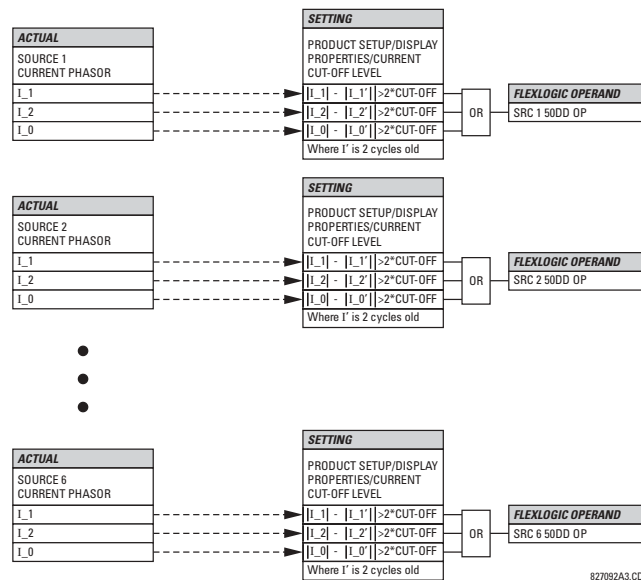 SETTING
ACTUAL
PRODUCT SETUP/DISPLAY
PROPERTIES/CURRENT
CUT-OFF LEVEL
SOURCE 1
CURRENT PHASOR
I_1
||I_1| - |I_1'||>2*CUT-OFF
FLEXLOGIC OPERAND
I_2
||I_2| - |I_2'||>2*CUT-OFF
OR
SRC 1 50DD OP
I_0
||I_0| - |I_0'||>2*CUT-OFF
Where I' is 2 cycles old
SETTING
ACTUAL
PRODUCT SETUP/DISPLAY
PROPERTIES/CURRENT
CUT-OFF LEVEL
SOURCE 2
CURRENT PHASOR
I_1
||I_1| - |I_1'||>2*CUT-OFF
FLEXLOGIC OPERAND
I_2
||I_2| - |I_2'||>2*CUT-OFF
OR
SRC 2 50DD OP
I_0
||I_0| - |I_0'||>2*CUT-OFF
Where I' is 2 cycles old
SETTING
ACTUAL
PRODUCT SETUP/DISPLAY
PROPERTIES/CURRENT
CUT-OFF LEVEL
SOURCE 6
CURRENT PHASOR
I_1
||I_1| - |I_1'||>2*CUT-OFF
FLEXLOGIC OPERAND
I_2
||I_2| - |I_2'||>2*CUT-OFF
OR
SRC 6 50DD OP
I_0
||I_0| - |I_0'||>2*CUT-OFF
Where I' is 2 cycles old
827092A3.CD